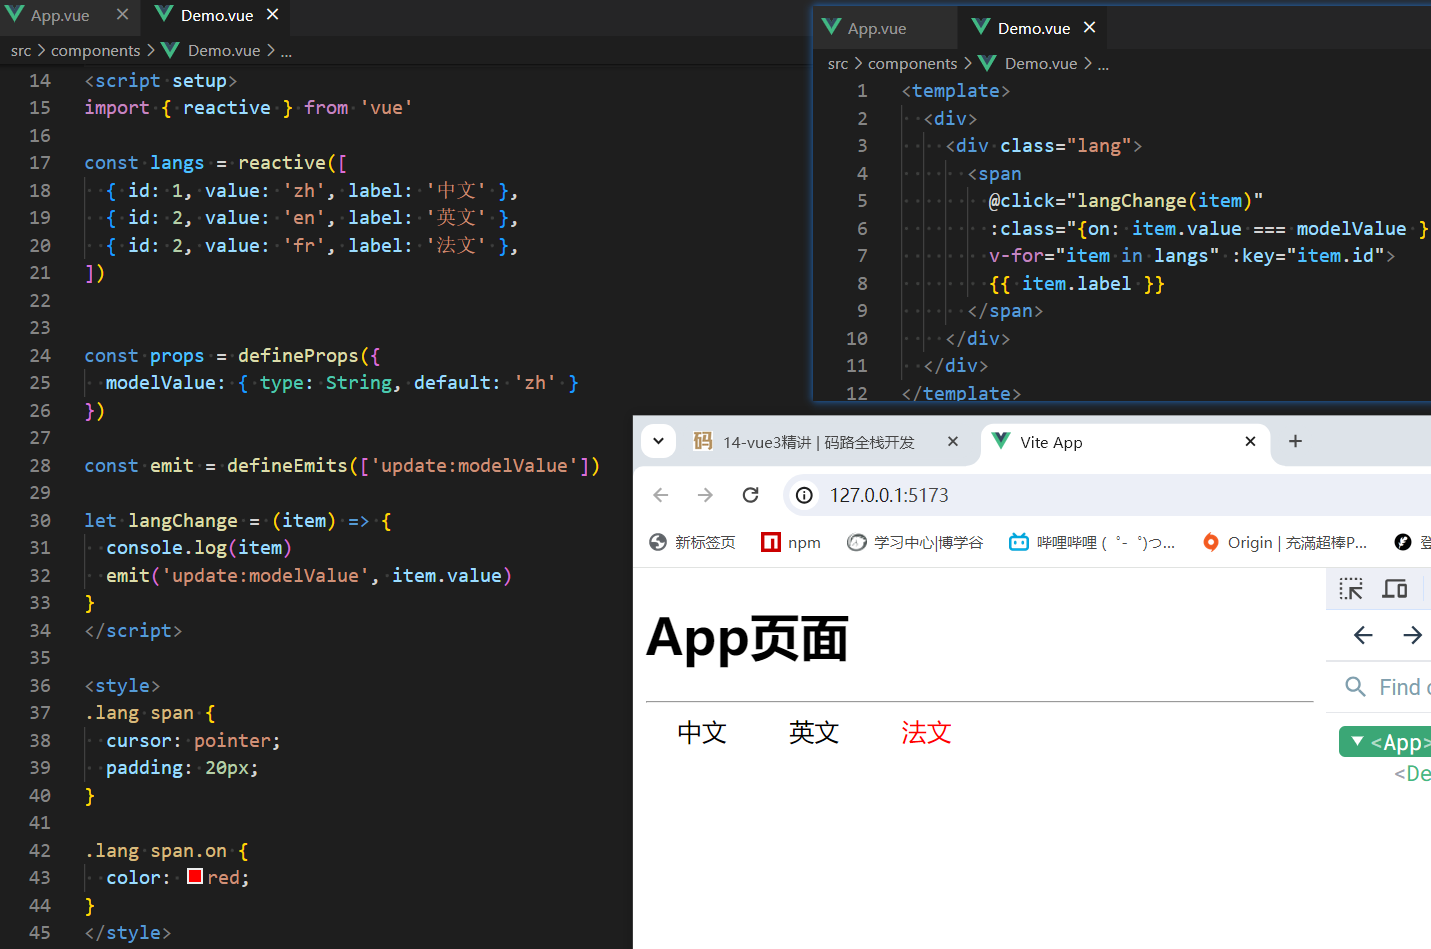 App.vue Demo.vue
src > components > Demo.vue > ...
14 <script setup>
15 import { reactive } from 'vue'
16
17 const langs = reactive([
18 { id: 1, value: 'zh', label: '中文' },
19 { id: 2, value: 'en', label: '英文' },
20 { id: 2, value: 'fr', label: '法文' },
21 ])
22
23
24 const props = defineProps({
25 modelValue: { type: String, default: 'zh' }
26 })
27
28 const emit = defineEmits(['update:modelValue'])
29
30 let langChange = (item) => {
31 console.log(item)
32 emit('update:modelValue', item.value)
33 }
34 </script>
35
36 <style>
37 .lang span {
38 cursor: pointer;
39 padding: 20px;
40 }
41
42 .lang span.on {
43 color: red;
44 }
45 </style>
App.vue Demo.vue
src > components > Demo.vue > ...
1 <template>
2 <div>
3 <div class="lang">
4 <span
5 @click="langChange(item)"
6 :class="{on: item.value === modelValue }
7 v-for="item in langs" :key="item.id">
8 {{ item.label }}
9 </span>
10 </div>
11 </div>
12 </template>
码 14-vue3精讲 | 码路全栈开发 Vite App
127.0.0.1:5173
新标签页 npm 学习中心|博学谷 哔哩哔哩 (゜-゜)つ... Origin | 充满超棒P... 登
App页面
中文 英文 法文
Find
<App>
<De